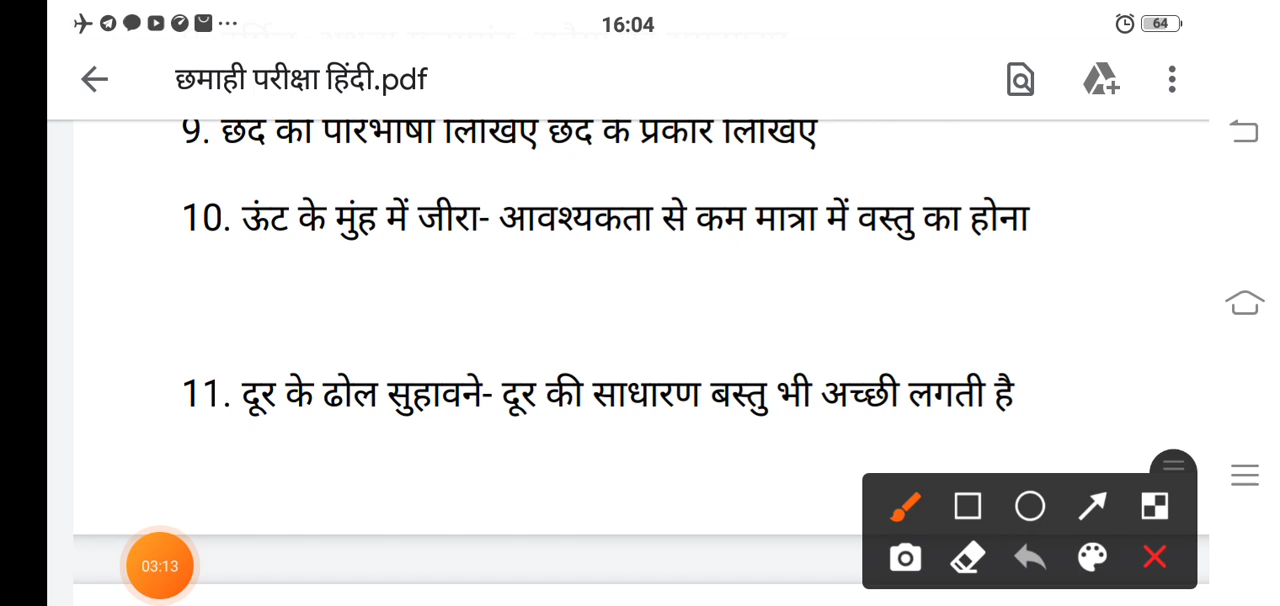 16:04
64
छमाही परीक्षा हिंदी.pdf
9. छंद की परिभाषा लिखिए छंद के प्रकार लिखिए
10. ऊंट के मुंह में जीरा- आवश्यकता से कम मात्रा में वस्तु का होना
11. दूर के ढोल सुहावने- दूर की साधारण बस्तु भी अच्छी लगती है
03:13